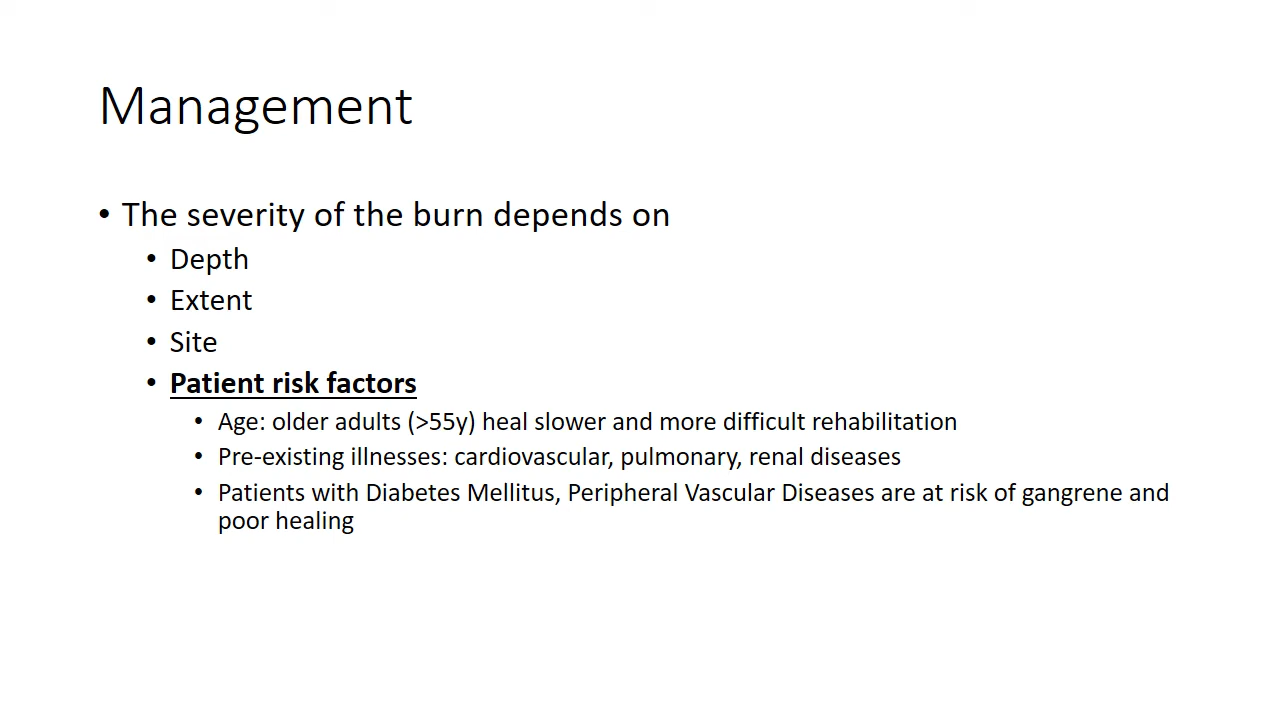 Management
• The severity of the burn depends on
• Depth
• Extent
• Site
• Patient risk factors
• Age: older adults (>55y) heal slower and more difficult rehabilitation
• Pre-existing illnesses: cardiovascular, pulmonary, renal diseases
• Patients with Diabetes Mellitus, Peripheral Vascular Diseases are at risk of gangrene and
poor healing